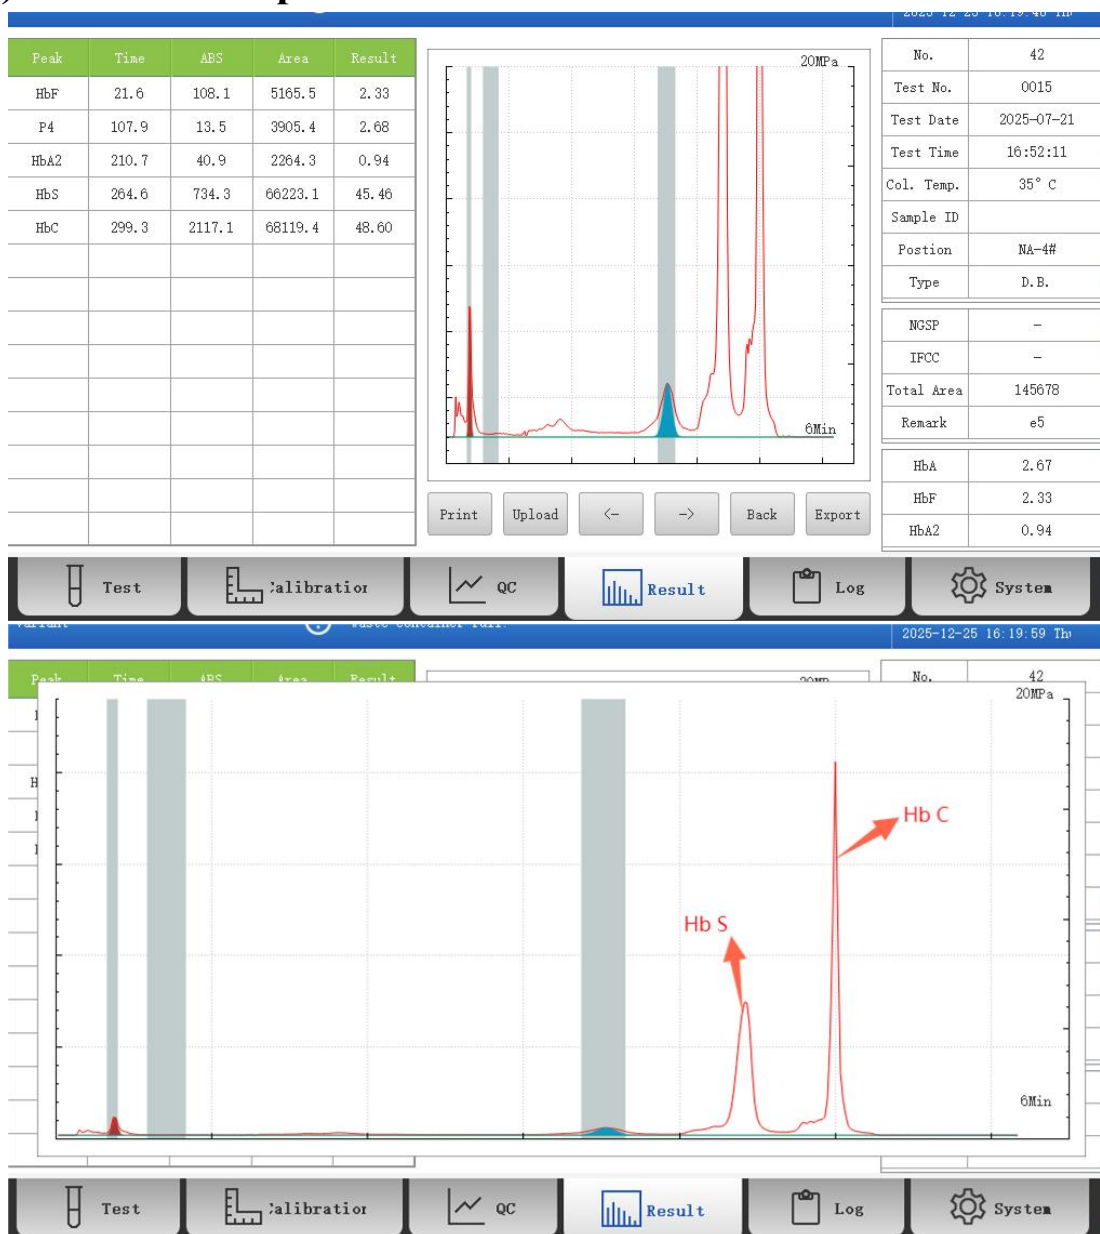 Peak Time ABS Area Result
HbF 21.6 108.1 5165.5 2.33
P4 107.9 13.5 3905.4 2.68
HbA2 210.7 40.9 2264.3 0.94
HbS 264.6 734.3 66223.1 45.46
HbC 299.3 2117.1 68119.4 48.60
20MPa
6Min
No. 42
Test No. 0015
Test Date 2025-07-21
Test Time 16:52:11
Col. Temp. 35° C
Sample ID
Postion NA-4#
Type D.B.
NGSP -
IFCC -
Total Area 145678
Remark e5
HbA 2.67
HbF 2.33
HbA2 0.94
Print Upload <- -> Back Export
Test Calibration QC Result Log System
2025-12-25 16:19:59 Thu
No. 42
20MPa
Hb C
Hb S
6Min
Test Calibration QC Result Log System